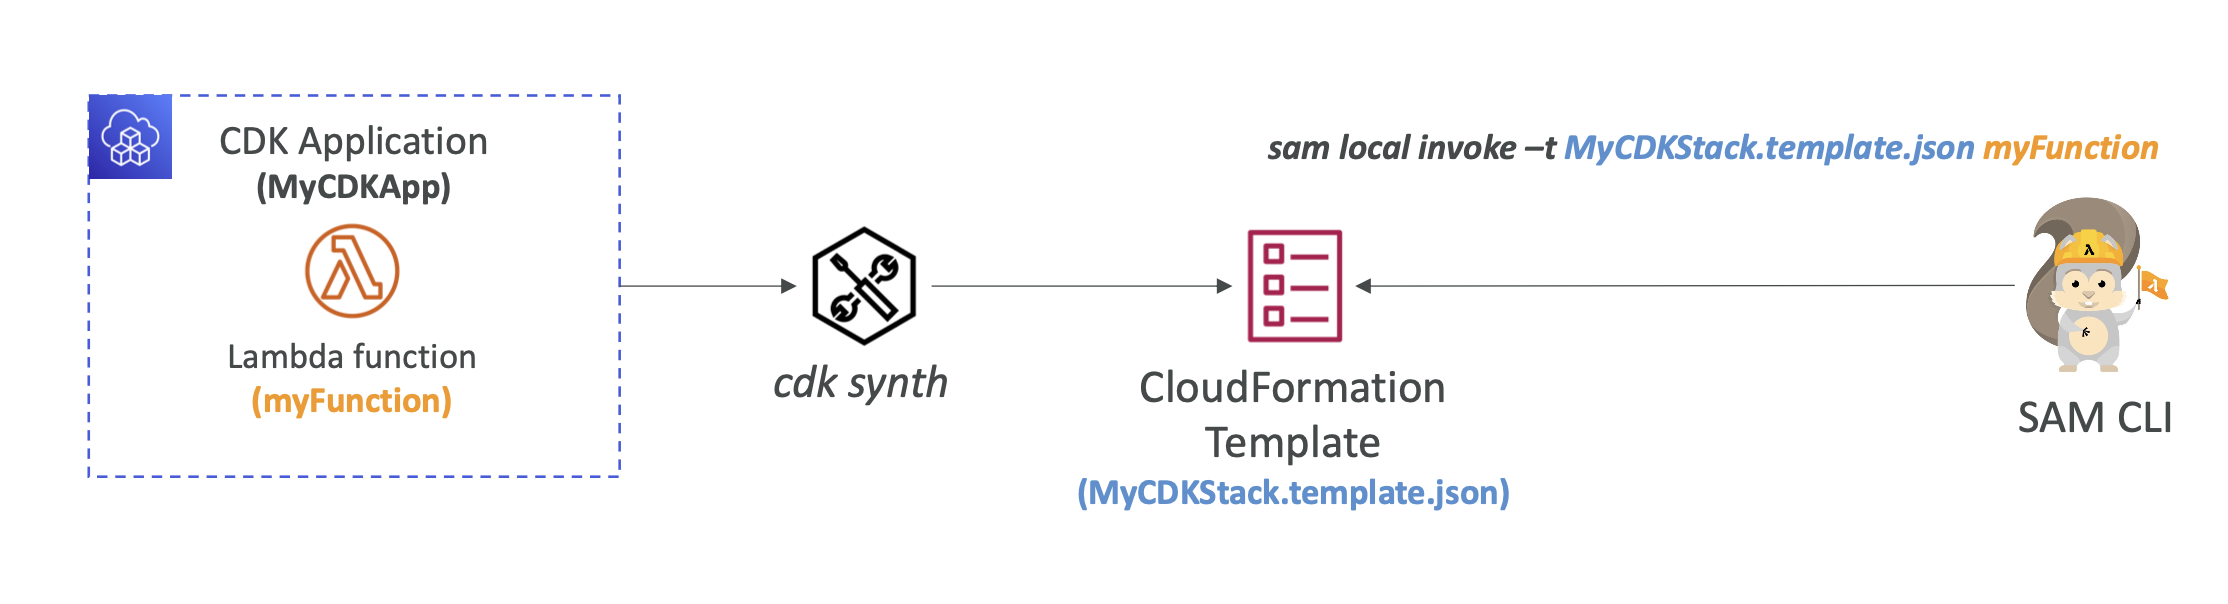 CDK Application
(MyCDKApp)
Lambda function
(myFunction)
cdk synth
CloudFormation
Template
(MyCDKStack.template.json)
sam local invoke –t MyCDKStack.template.json myFunction
SAM CLI